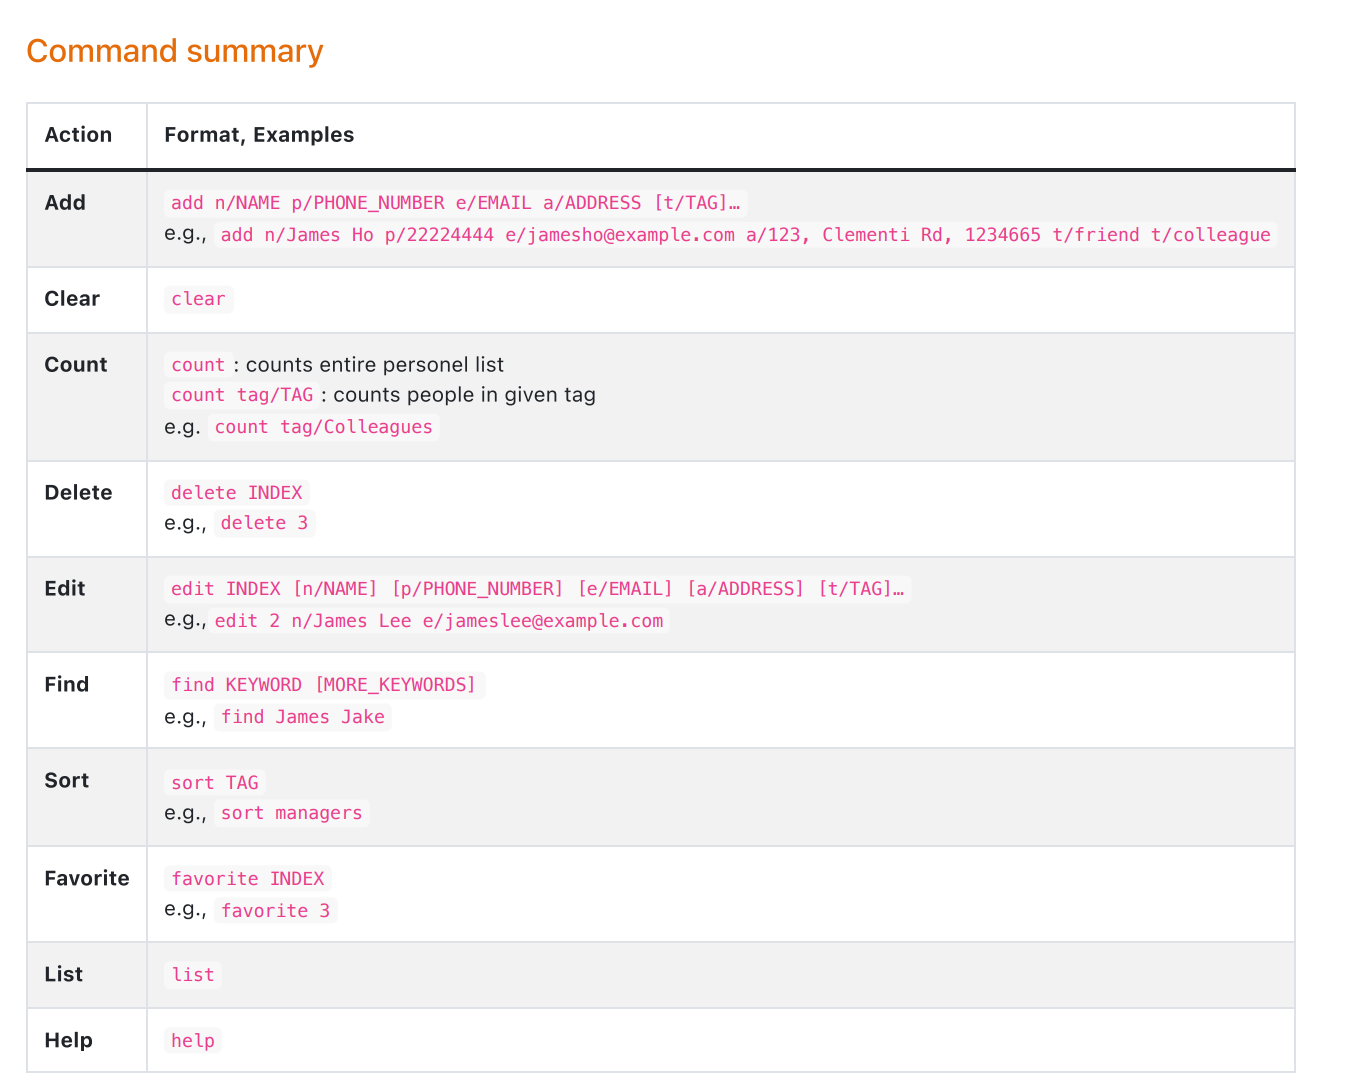 Command summary
Action Format, Examples
Add add n/NAME p/PHONE_NUMBER e/EMAIL a/ADDRESS [t/TAG]…
e.g., add n/James Ho p/22224444 e/jamesho@example.com a/123, Clementi Rd, 1234665 t/friend t/colleague
Clear clear
Count count : counts entire personel list
count tag/TAG : counts people in given tag
e.g. count tag/Colleagues
Delete delete INDEX
e.g., delete 3
Edit edit INDEX [n/NAME] [p/PHONE_NUMBER] [e/EMAIL] [a/ADDRESS] [t/TAG]…
e.g., edit 2 n/James Lee e/jameslee@example.com
Find find KEYWORD [MORE_KEYWORDS]
e.g., find James Jake
Sort sort TAG
e.g., sort managers
Favorite favorite INDEX
e.g., favorite 3
List list
Help help